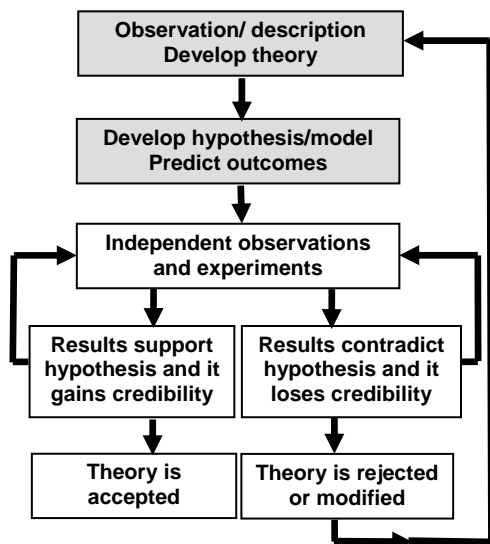 Observation/ description
Develop theory
Develop hypothesis/model
Predict outcomes
Independent observations
and experiments
Results support
hypothesis and it
gains credibility
Results contradict
hypothesis and it
loses credibility
Theory is
accepted
Theory is rejected
or modified